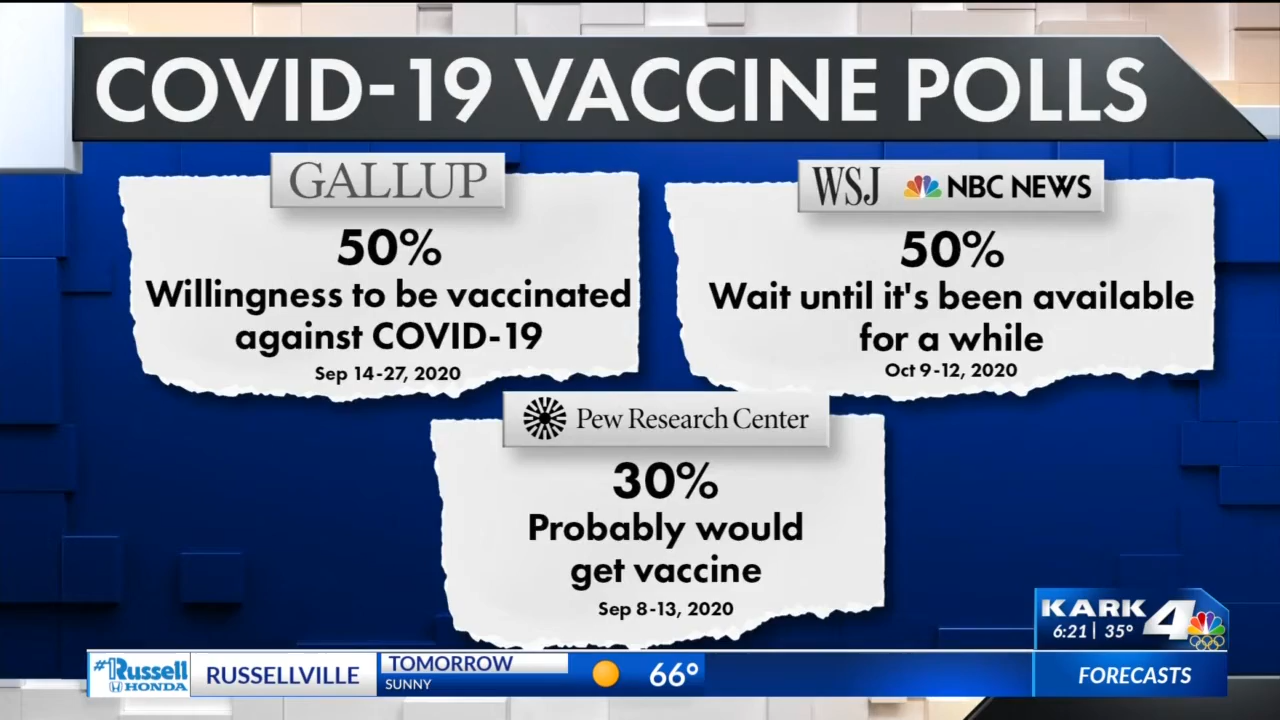 COVID-19 VACCINE POLLS
GALLUP
50%
Willingness to be vaccinated
against COVID-19
Sep 14-27, 2020
WSJ NBC NEWS
50%
Wait until it's been available
for a while
Oct 9-12, 2020
Pew Research Center
30%
Probably would
get vaccine
Sep 8-13, 2020
KARK 4
6:21 | 35°
#1 Russell
HONDA
RUSSELLVILLE
TOMORROW
SUNNY
66°
FORECASTS